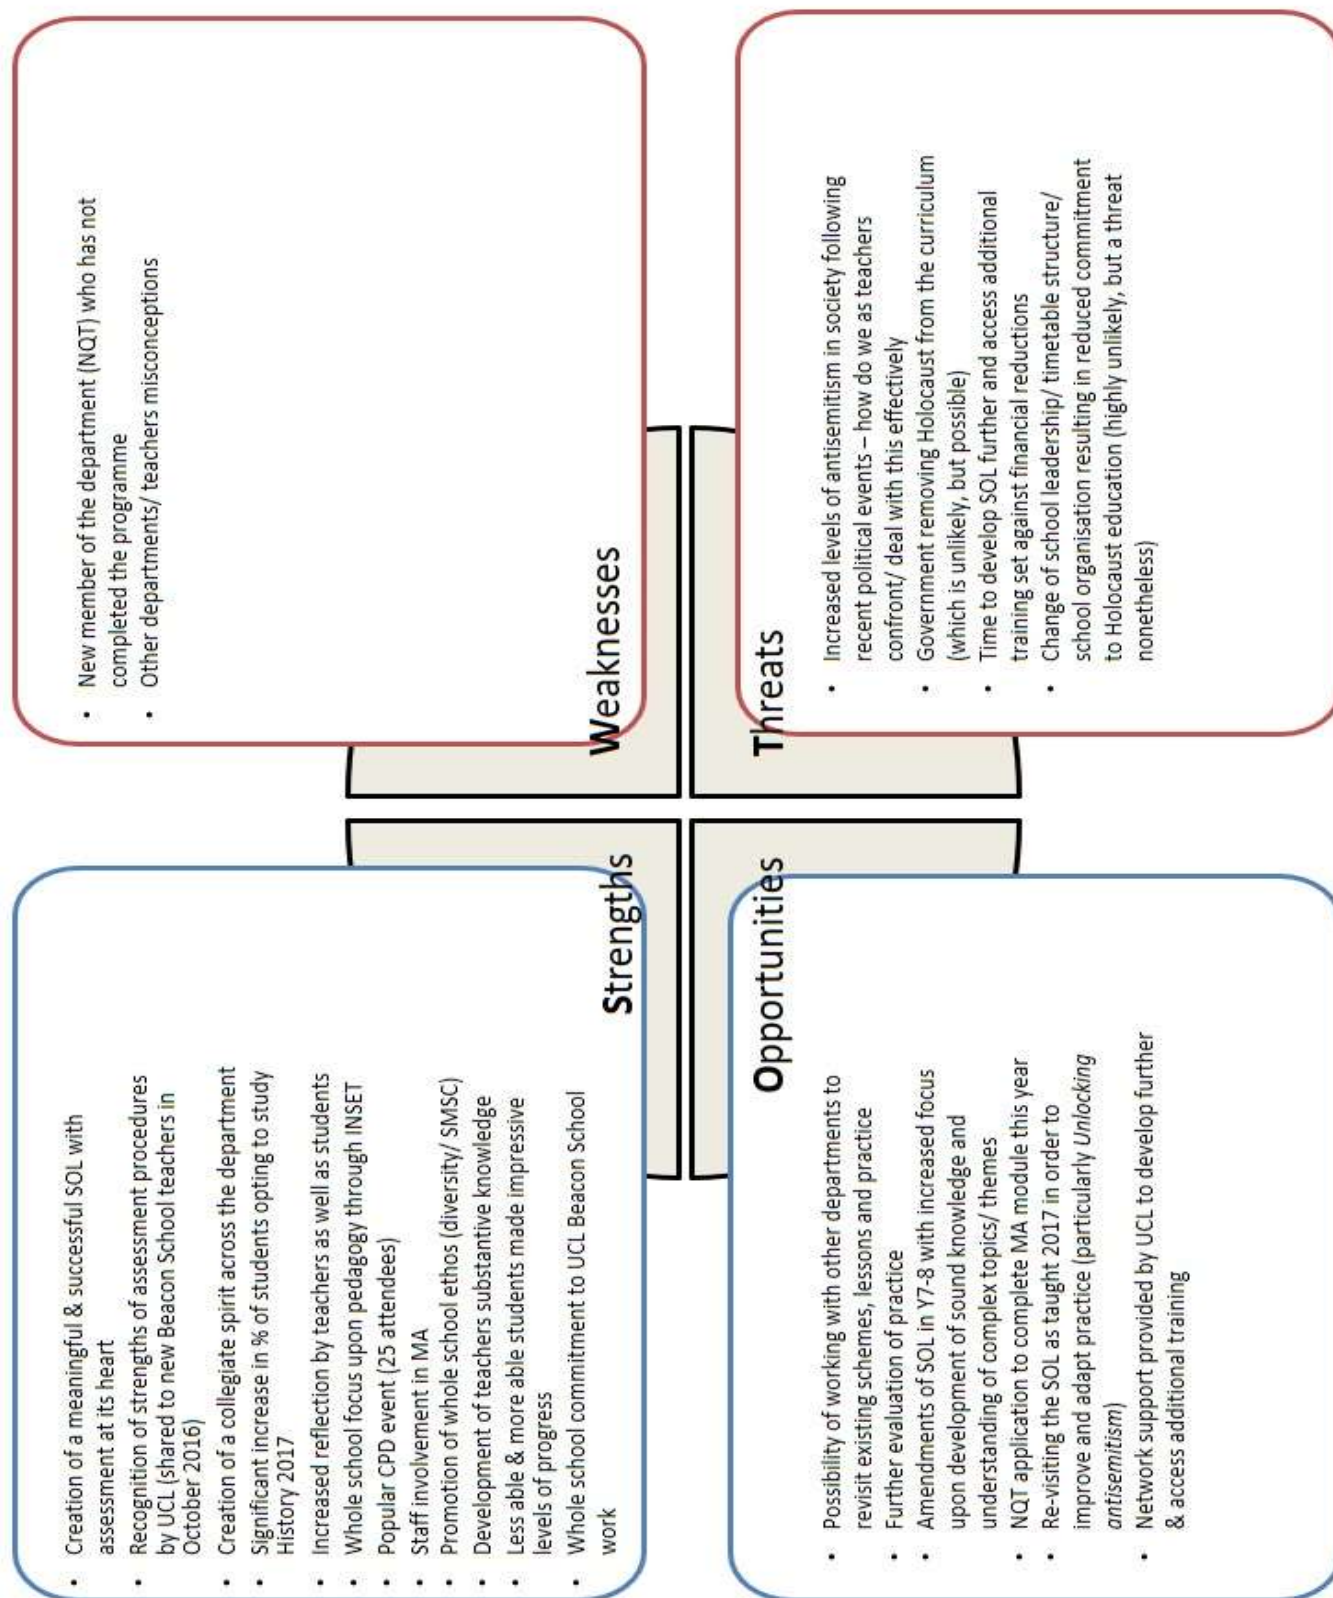 • Creation of a meaningful & successful SOL with
assessment at its heart
• Recognition of strengths of assessment procedures
by UCL (shared to new Beacon School teachers in
October 2016)
• Creation of a collegiate spirit across the department
• Significant increase in % of students opting to study
History 2017
• Increased reflection by teachers as well as students
• Whole school focus upon pedagogy through INSET
• Popular CPD event (25 attendees)
• Staff involvement in MA
• Promotion of whole school ethos (diversity/ SMSC)
• Development of teachers substantive knowledge
• Less able & more able students made impressive
levels of progress
• Whole school commitment to UCL Beacon School
work
Strengths
• New member of the department (NQT) who has not
completed the programme
• Other departments/ teachers misconceptions
Weaknesses
Opportunities
• Possibility of working with other departments to
revisit existing schemes, lessons and practice
• Further evaluation of practice
• Amendments of SOL in Y7-8 with increased focus
upon development of sound knowledge and
understanding of complex topics/ themes
• NQT application to complete MA module this year
• Re-visiting the SOL as taught 2017 in order to
improve and adapt practice (particularly Unlocking
antisemitism)
• Network support provided by UCL to develop further
& access additional training
Threats
• Increased levels of antisemitism in society following
recent political events – how do we as teachers
confront/ deal with this effectively
• Government removing Holocaust from the curriculum
(which is unlikely, but possible)
• Time to develop SOL further and access additional
training set against financial reductions
• Change of school leadership/ timetable structure/
school organisation resulting in reduced commitment
to Holocaust education (highly unlikely, but a threat
nonetheless)